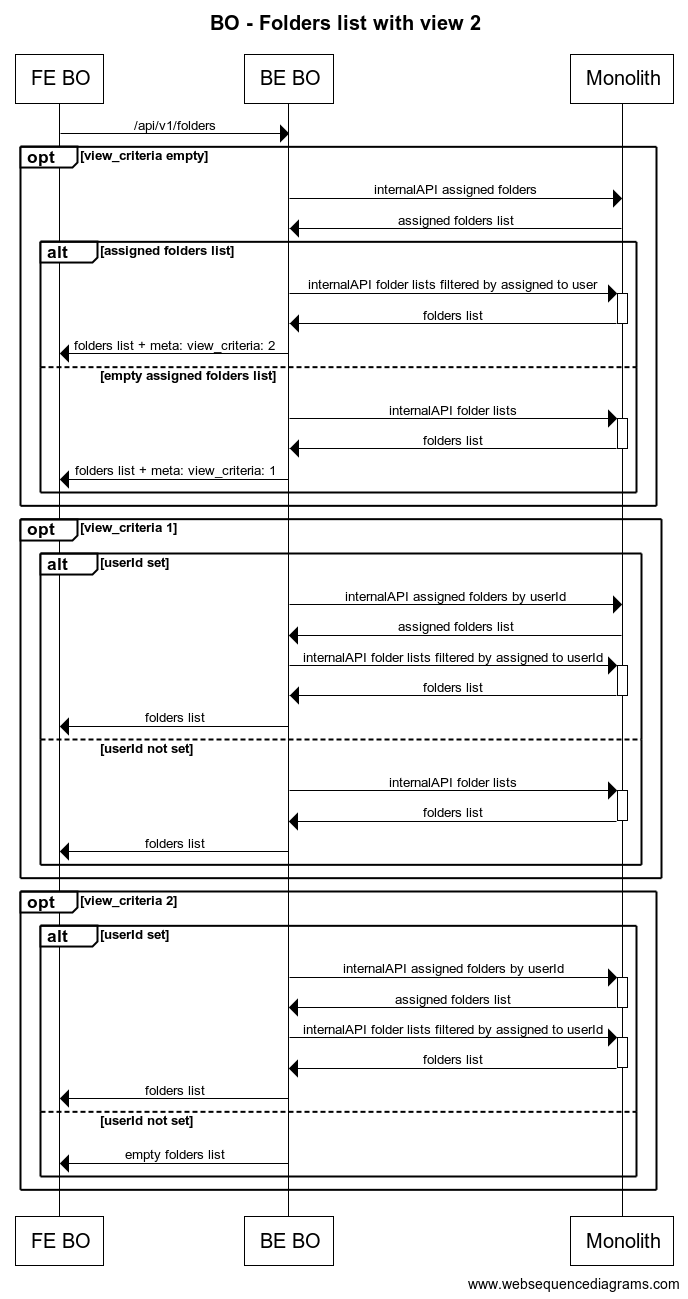 BO - Folders list with view 2
FE BO
BE BO
Monolith
/api/v1/folders
opt
[view_criteria empty]
internalAPI assigned folders
assigned folders list
alt
[assigned folders list]
internalAPI folder lists filtered by assigned to user
folders list
folders list + meta: view_criteria: 2
[empty assigned folders list]
internalAPI folder lists
folders list
folders list + meta: view_criteria: 1
opt
[view_criteria 1]
alt
[userId set]
internalAPI assigned folders by userId
assigned folders list
internalAPI folder lists filtered by assigned to userId
folders list
folders list
[userId not set]
internalAPI folder lists
folders list
folders list
opt
[view_criteria 2]
alt
[userId set]
internalAPI assigned folders by userId
assigned folders list
internalAPI folder lists filtered by assigned to userId
folders list
folders list
[userId not set]
empty folders list
FE BO
BE BO
Monolith
www.websequencediagrams.com